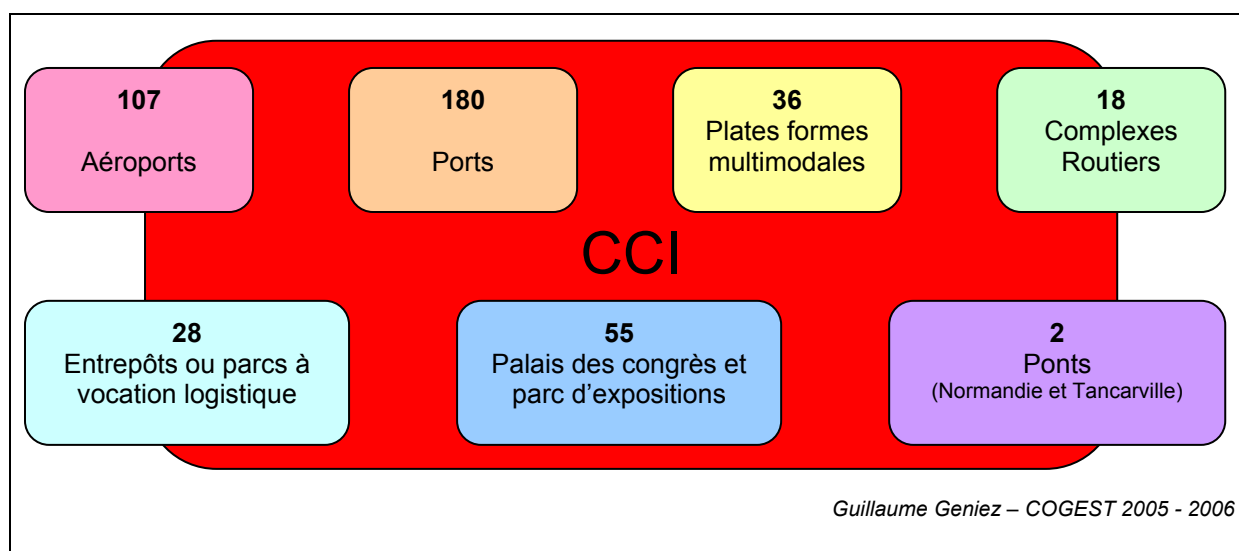 107
Aéroports
180
Ports
36
Plates formes
multimodales
18
Complexes
Routiers
CCI
28
Entrepôts ou parcs à
vocation logistique
55
Palais des congrès et
parc d'expositions
2
Ponts
(Normandie et Tancarville)
Guillaume Geniez – COGEST 2005 - 2006